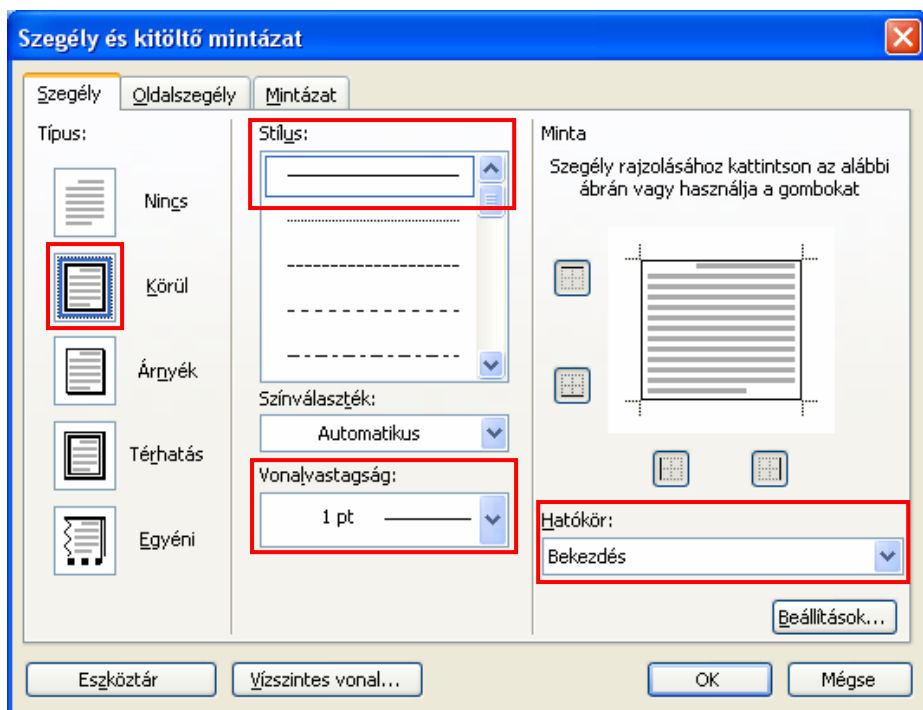 Szegély és kitöltő mintázat
Szegély
Oldalszegély
Mintázat
Típus:
Nincs
Körül
Árnyék
Térhatás
Egyéni
Stílus:
Színválaszték:
Automatikus
Vonalvastagság:
1 pt
Minta
Szegély rajzolásához kattintson az alábbi
ábrán vagy használja a gombokat
Hatókör:
Bekezdés
Beállítások...
Eszköztár
Vízszintes vonal...
OK
Mégse